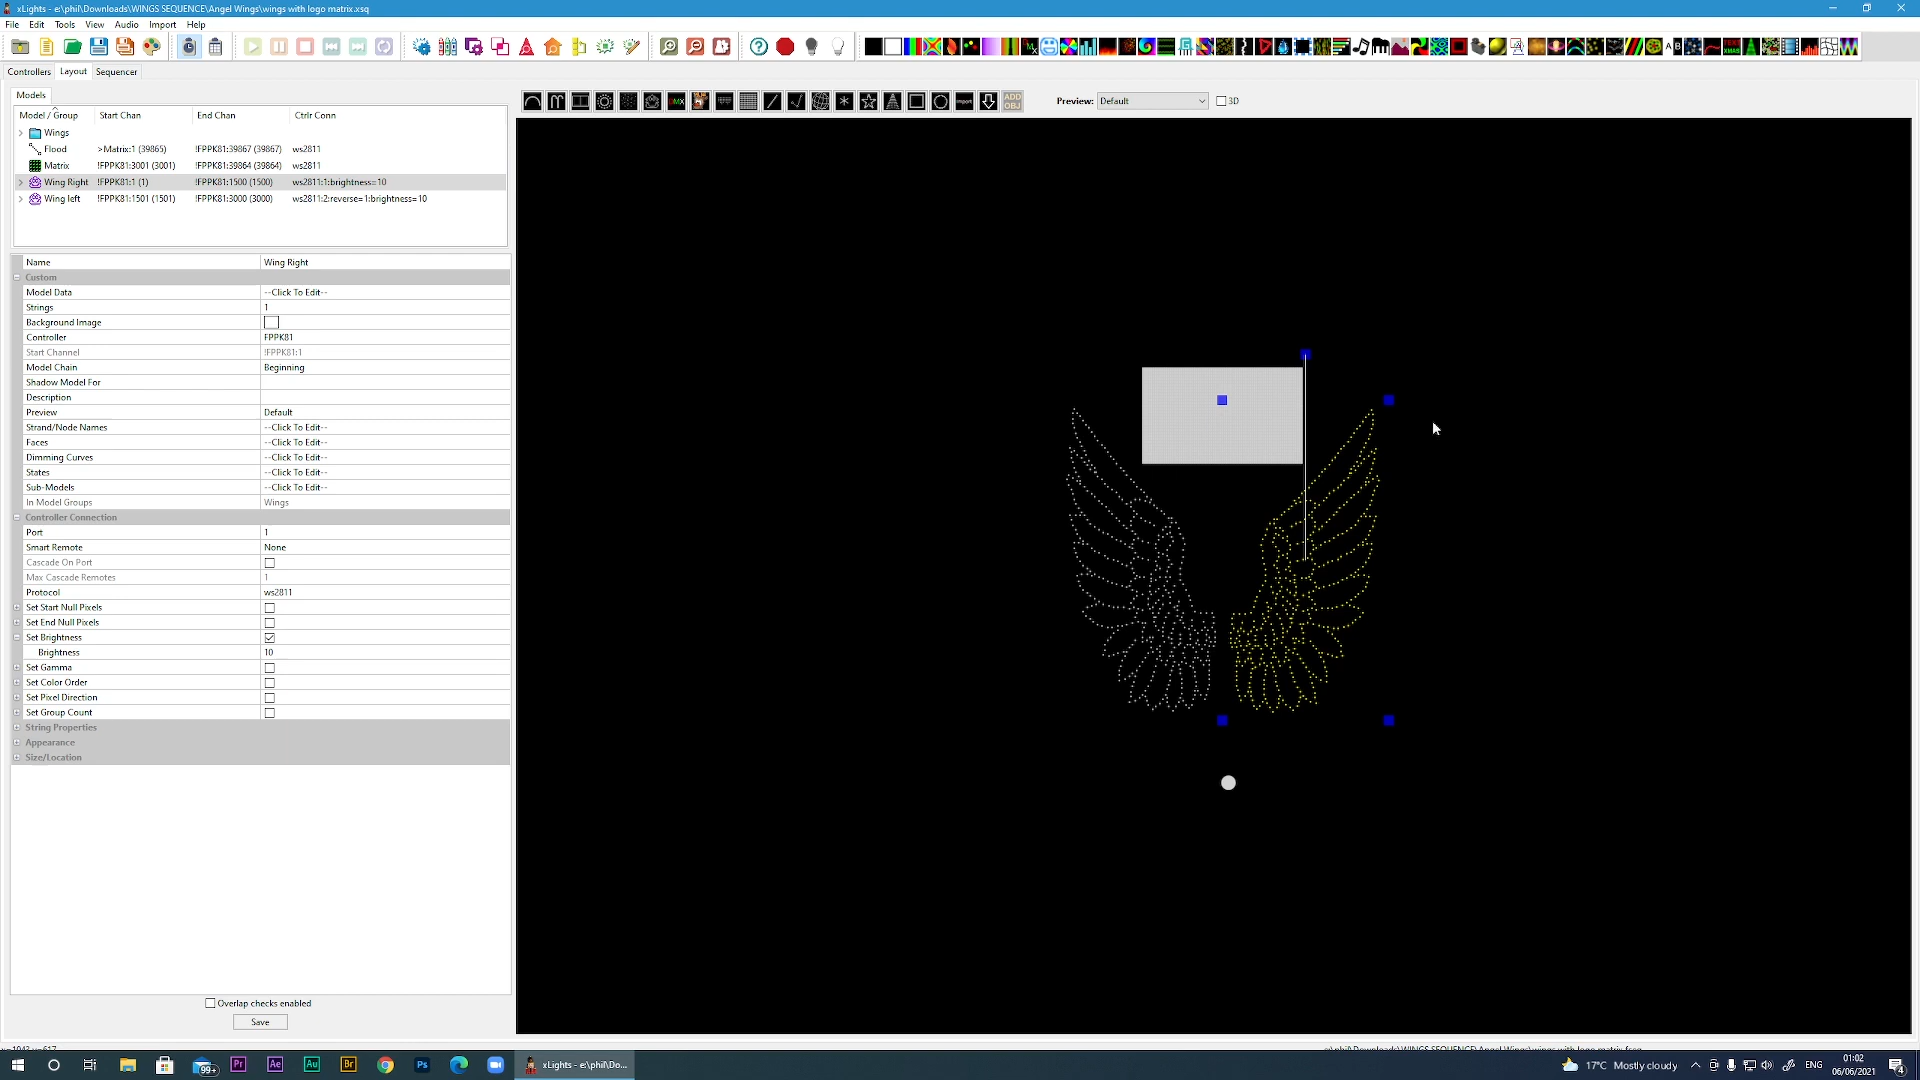 xLights - e:\phil\Downloads\WINGS SEQUENCE\Angel Wings\wings with logo matrix.xsq
File Edit Tools View Audio Import Help
Controllers Layout Sequencer
Models
Model / Group Start Chan End Chan Ctrlr Conn
Wings
Flood >Matrix:1 (39865) !FPPK81:39867 (39867) ws2811
Matrix !FPPK81:3001 (3001) !FPPK81:39864 (39864) ws2811
Wing Right !FPPK81:1 (1) !FPPK81:1500 (1500) ws2811:1:brightness=10
Wing left !FPPK81:1501 (1501) !FPPK81:3000 (3000) ws2811:2:reverse=1:brightness=10
DMX
ADD OBJ
Preview: Default 3D
Name Wing Right
Custom
Model Data --Click To Edit--
Strings 1
Background Image
Controller FPPK81
Start Channel !FPPK81:1
Model Chain Beginning
Shadow Model For
Description
Preview Default
Strand/Node Names --Click To Edit--
Faces --Click To Edit--
Dimming Curves --Click To Edit--
States --Click To Edit--
Sub-Models --Click To Edit--
In Model Groups Wings
Controller Connection
Port 1
Smart Remote None
Cascade On Port
Max Cascade Remotes 1
Protocol ws2811
Set Start Null Pixels
Set End Null Pixels
Set Brightness
Brightness 10
Set Gamma
Set Color Order
Set Pixel Direction
Set Group Count
String Properties
Appearance
Size/Location
Overlap checks enabled
Save
99+ Pr Ae Au Br Ps xLights - e:\phil\Do... 17°C Mostly cloudy ENG 01:02
06/06/2021 4